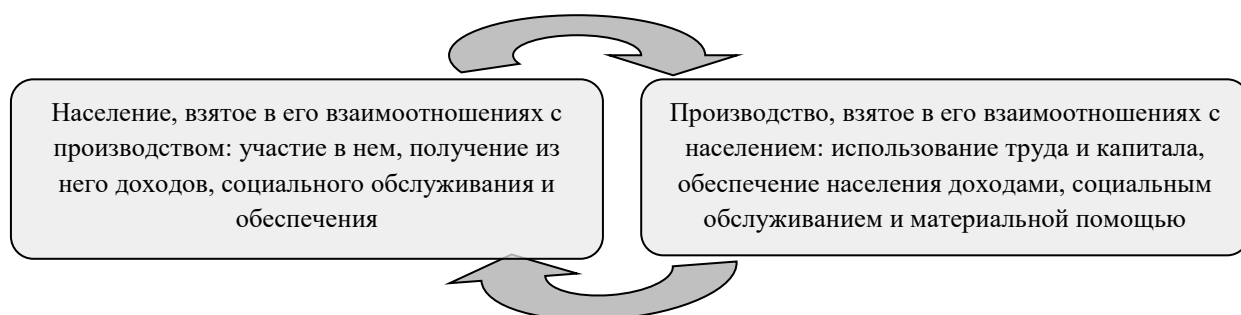 Население, взятое в его взаимоотношениях с
производством: участие в нем, получение из
него доходов, социального обслуживания и
обеспечения
Производство, взятое в его взаимоотношениях с
населением: использование труда и капитала,
обеспечение населения доходами, социальным
обслуживанием и материальной помощью